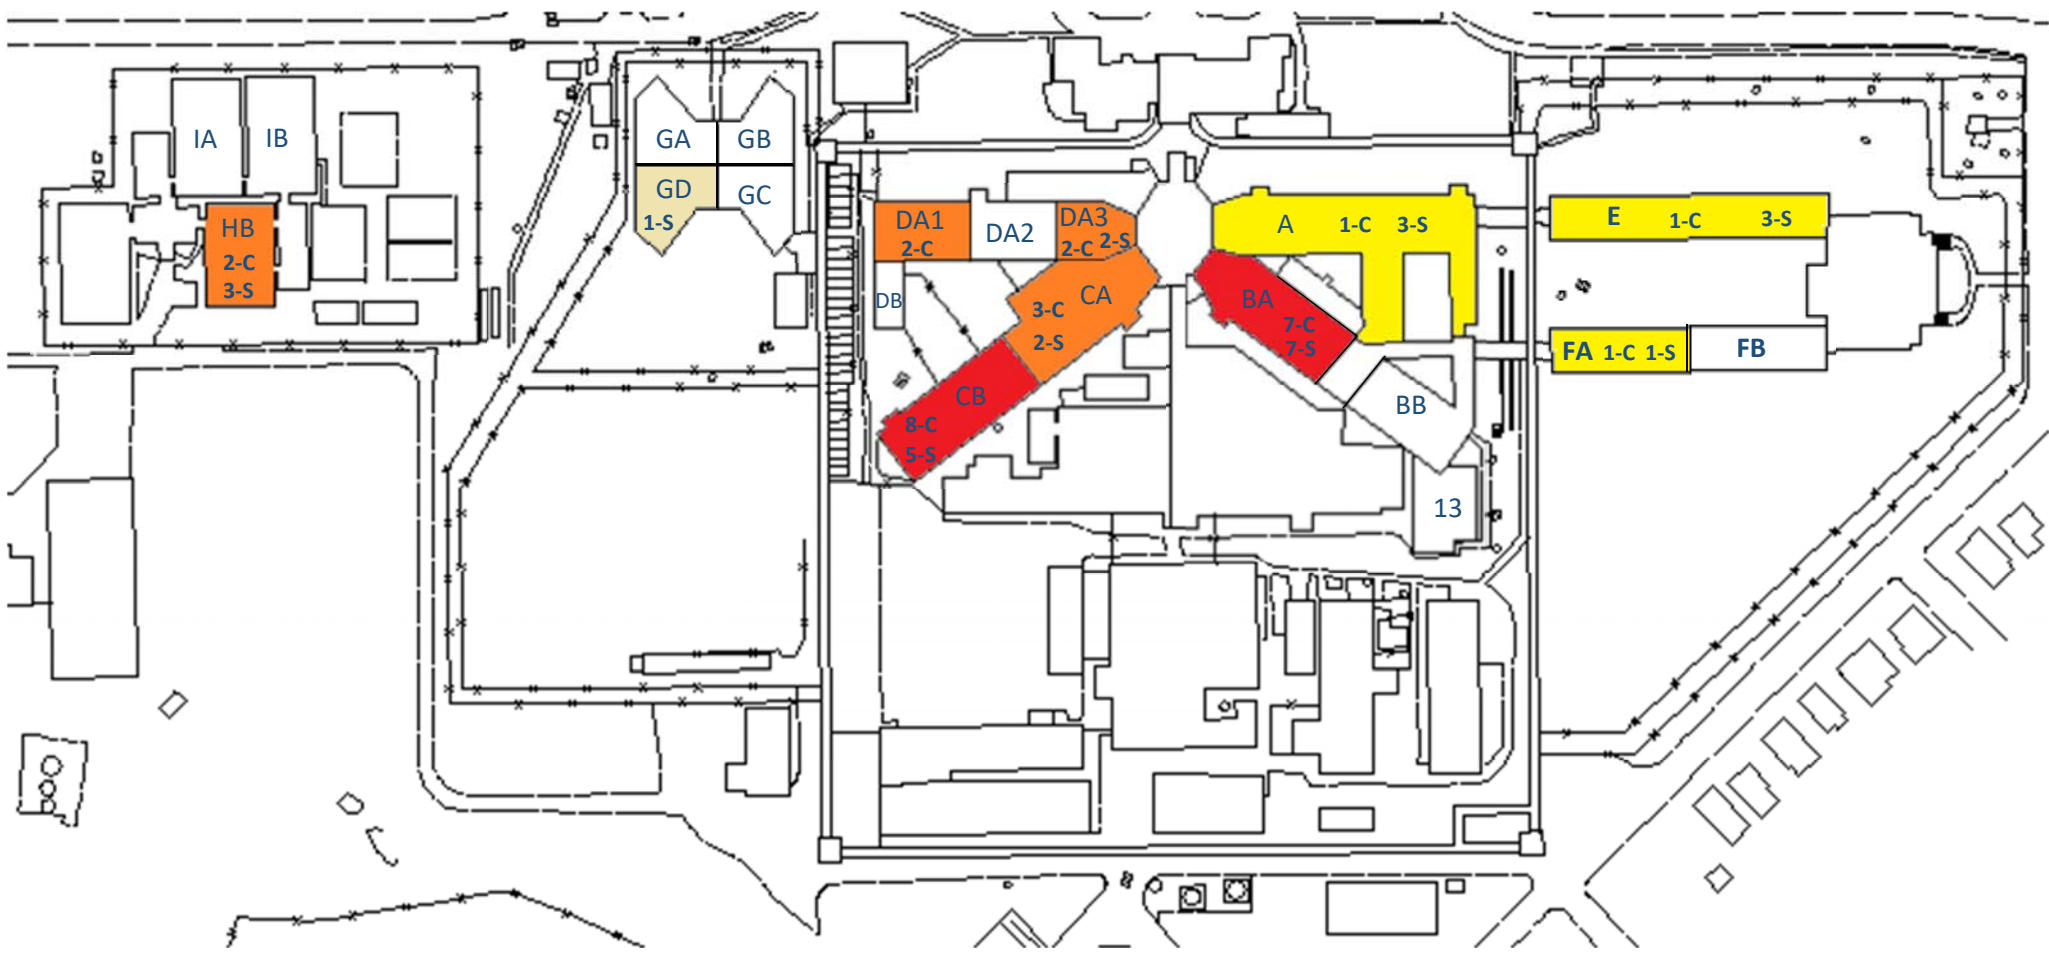 IA
IB
HB
2-C
3-S
GA
GB
GD
1-S
GC
DA1
2-C
DA2
DA3
2-C 2-S
DB
CA
3-C
2-S
CB
8-C
5-S
A 1-C 3-S
BA
7-C
7-S
BB
13
E 1-C 3-S
FA 1-C 1-S
FB